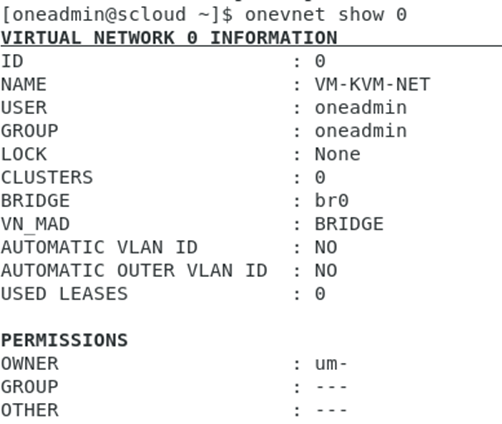 [oneadmin@scloud ~]$ onevnet show 0
VIRTUAL NETWORK 0 INFORMATION
ID : 0
NAME : VM-KVM-NET
USER : oneadmin
GROUP : oneadmin
LOCK : None
CLUSTERS : 0
BRIDGE : br0
VN_MAD : BRIDGE
AUTOMATIC VLAN ID : NO
AUTOMATIC OUTER VLAN ID : NO
USED LEASES : 0
PERMISSIONS
OWNER : um-
GROUP : ---
OTHER : ---